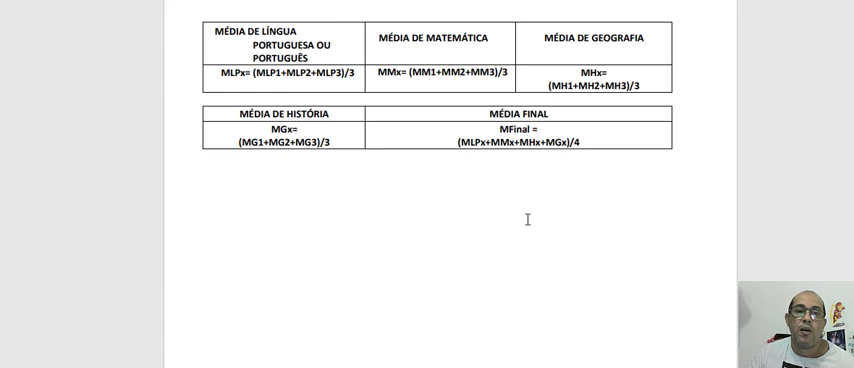 MÉDIA DE LÍNGUA
PORTUGUESA OU
PORTUGUÊS
MÉDIA DE MATEMÁTICA
MÉDIA DE GEOGRAFIA
MLPx= (MLP1+MLP2+MLP3)/3
MMx= (MM1+MM2+MM3)/3
MHx=
(MH1+MH2+MH3)/3
MÉDIA DE HISTÓRIA
MÉDIA FINAL
MGx=
(MG1+MG2+MG3)/3
MFinal =
(MLPx+MMx+MHx+MGx)/4